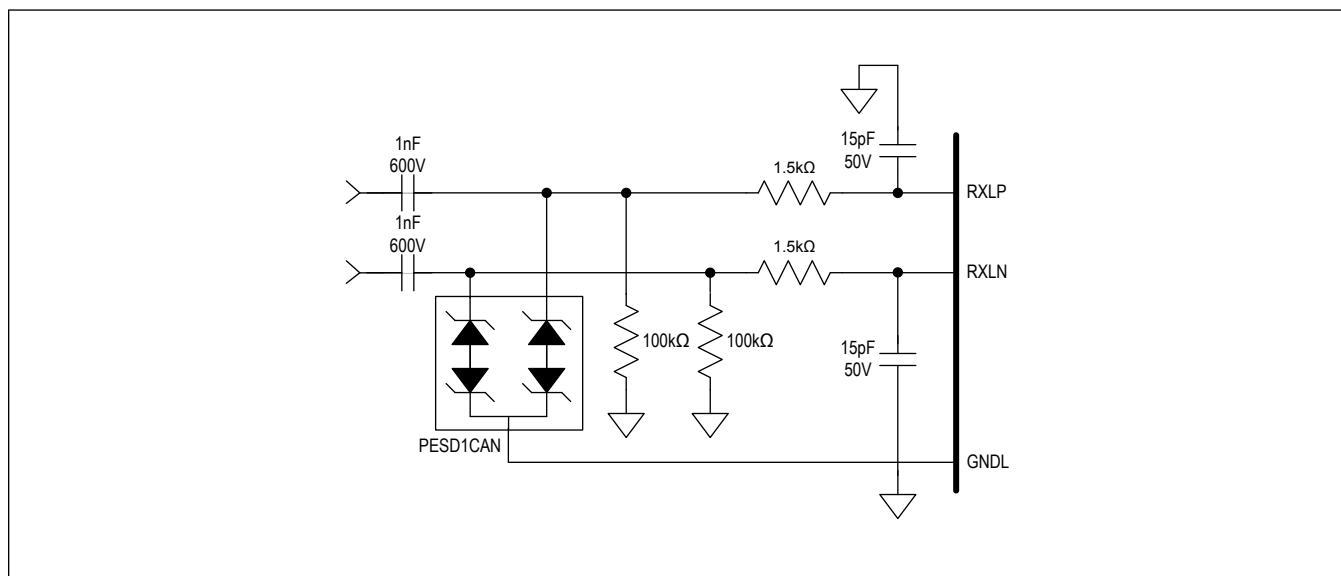 1nF
600V
1nF
600V
15pF
50V
1.5kΩ
RXLP
1.5kΩ
RXLN
100kΩ
100kΩ
15pF
50V
PESD1CAN
GNDL